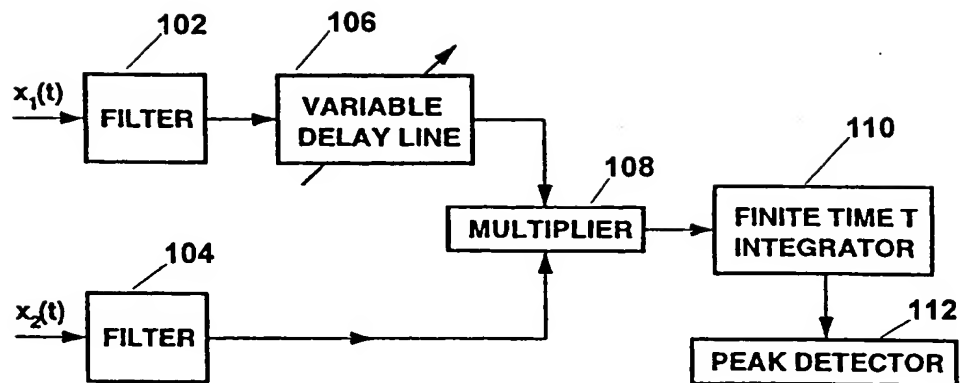 102
x₁(t)
FILTER
106
VARIABLE
DELAY LINE
108
MULTIPLIER
110
FINITE TIME T
INTEGRATOR
104
x₂(t)
FILTER
112
PEAK DETECTOR